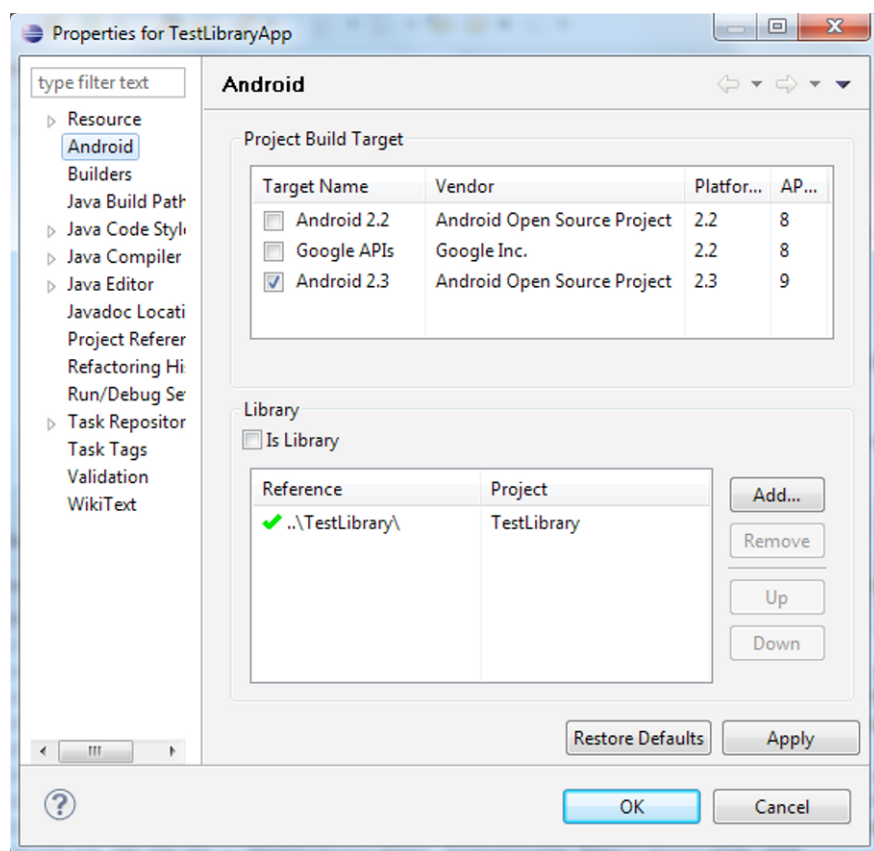 Properties for TestLibraryApp
type filter text
Resource
Android
Builders
Java Build Path
Java Code Style
Java Compiler
Java Editor
Javadoc Locati
Project Referen
Refactoring His
Run/Debug Set
Task Repositor
Task Tags
Validation
WikiText
Android
Project Build Target
Target Name Vendor Platfor... AP...
Android 2.2 Android Open Source Project 2.2 8
Google APIs Google Inc. 2.2 8
Android 2.3 Android Open Source Project 2.3 9
Library
Is Library
Reference Project
..\TestLibrary\ TestLibrary
Add...
Remove
Up
Down
Restore Defaults Apply
? OK Cancel